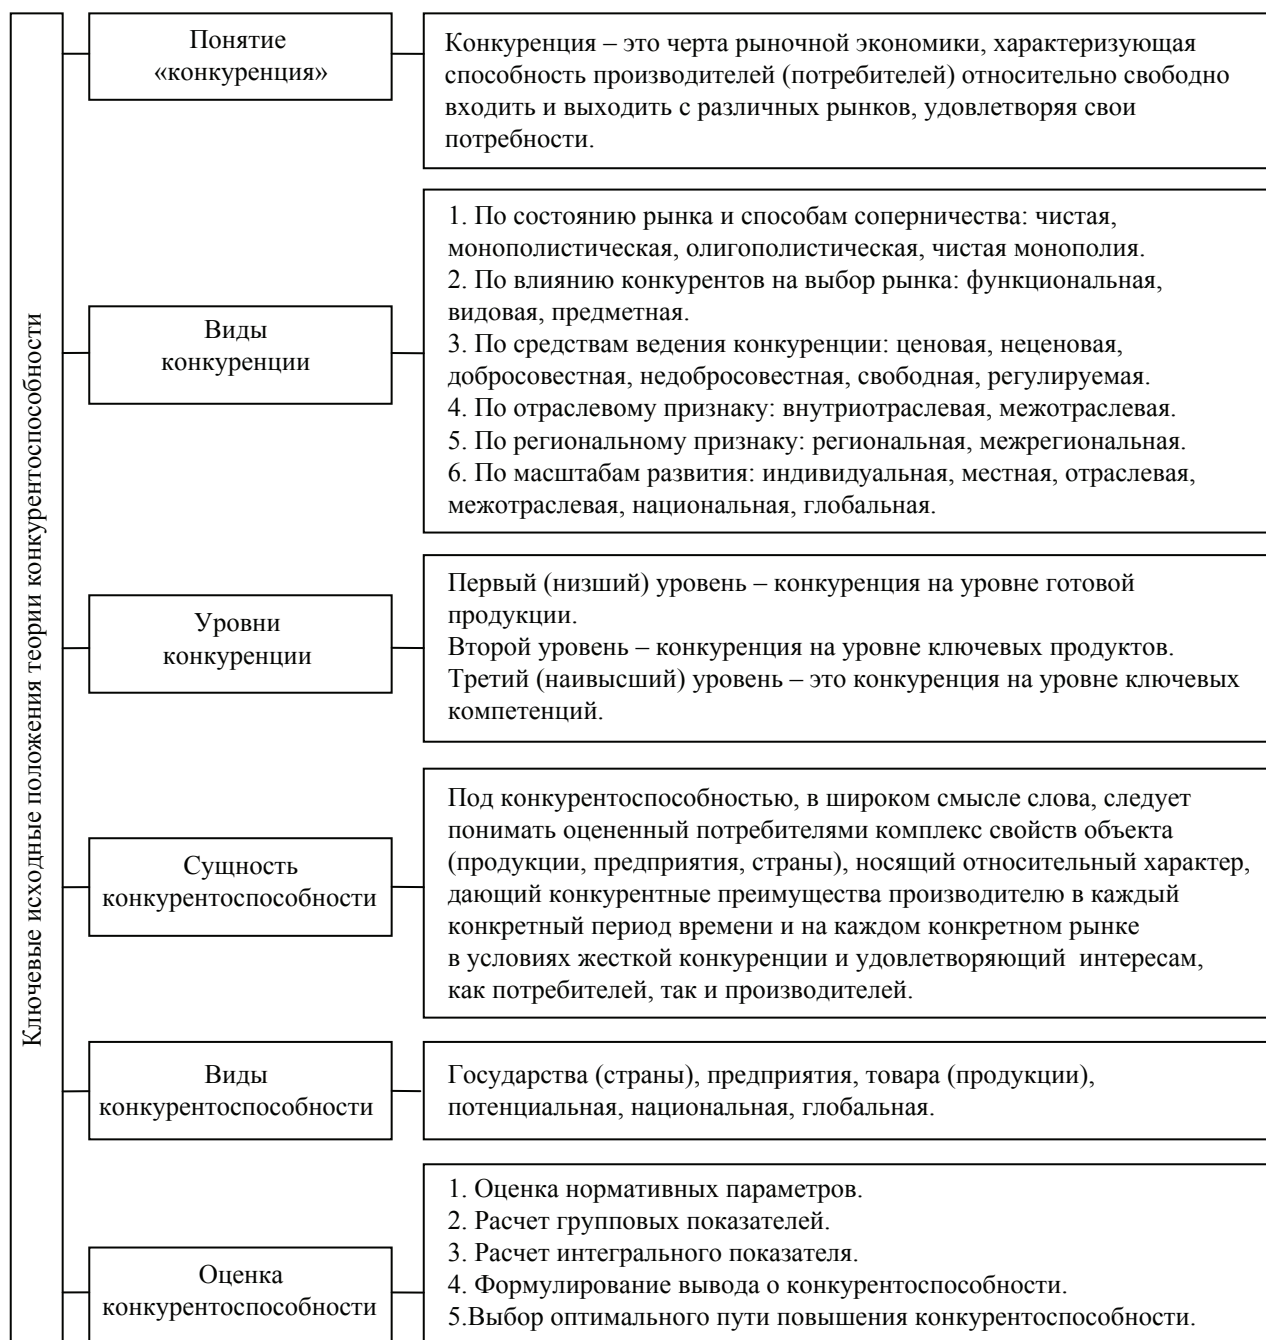 Ключевые исходные положения теории конкурентоспособности
Понятие
«конкуренция»
Конкуренция – это черта рыночной экономики, характеризующая
способность производителей (потребителей) относительно свободно
входить и выходить с различных рынков, удовлетворяя свои
потребности.
Виды
конкуренции
1. По состоянию рынка и способам соперничества: чистая,
монополистическая, олигополистическая, чистая монополия.
2. По влиянию конкурентов на выбор рынка: функциональная,
видовая, предметная.
3. По средствам ведения конкуренции: ценовая, неценовая,
добросовестная, недобросовестная, свободная, регулируемая.
4. По отраслевому признаку: внутриотраслевая, межотраслевая.
5. По региональному признаку: региональная, межрегиональная.
6. По масштабам развития: индивидуальная, местная, отраслевая,
межотраслевая, национальная, глобальная.
Уровни
конкуренции
Первый (низший) уровень – конкуренция на уровне готовой
продукции.
Второй уровень – конкуренция на уровне ключевых продуктов.
Третий (наивысший) уровень – это конкуренция на уровне ключевых
компетенций.
Сущность
конкурентоспособности
Под конкурентоспособностью, в широком смысле слова, следует
понимать оцененный потребителями комплекс свойств объекта
(продукции, предприятия, страны), носящий относительный характер,
дающий конкурентные преимущества производителю в каждый
конкретный период времени и на каждом конкретном рынке
в условиях жесткой конкуренции и удовлетворяющий интересам,
как потребителей, так и производителей.
Виды
конкурентоспособности
Государства (страны), предприятия, товара (продукции),
потенциальная, национальная, глобальная.
Оценка
конкурентоспособности
1. Оценка нормативных параметров.
2. Расчет групповых показателей.
3. Расчет интегрального показателя.
4. Формулирование вывода о конкурентоспособности.
5.Выбор оптимального пути повышения конкурентоспособности.